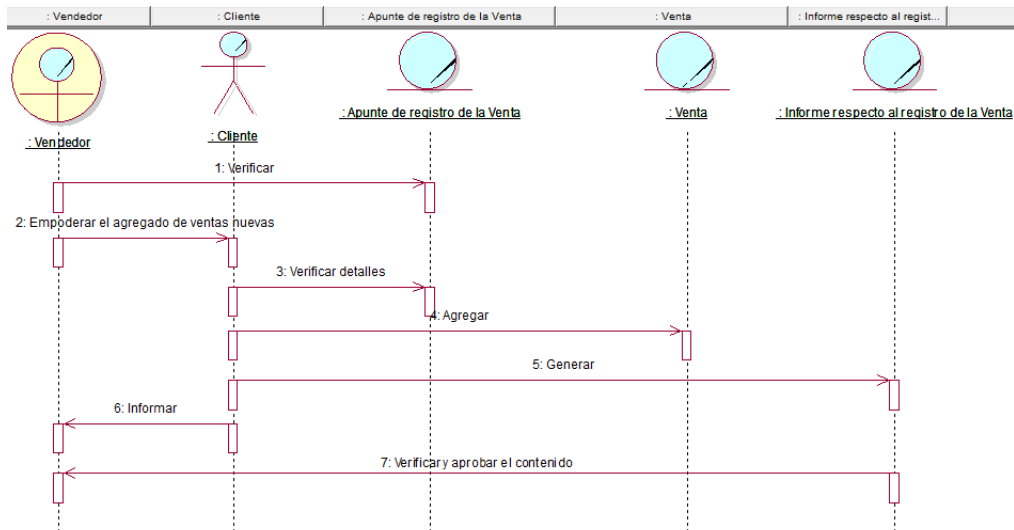 : Vendedor
: Cliente
: Apunte de registro de la Venta
: Venta
: Informe respecto al regist...
: Vendedor
: Cliente
: Apunte de registro de la Venta
: Venta
: Informe respecto al registro de la Venta
1: Verificar
2: Empoderar el agregado de ventas nuevas
3: Verificar detalles
4: Agregar
5: Generar
6: Informar
7: Verificar y aprobar el contenido